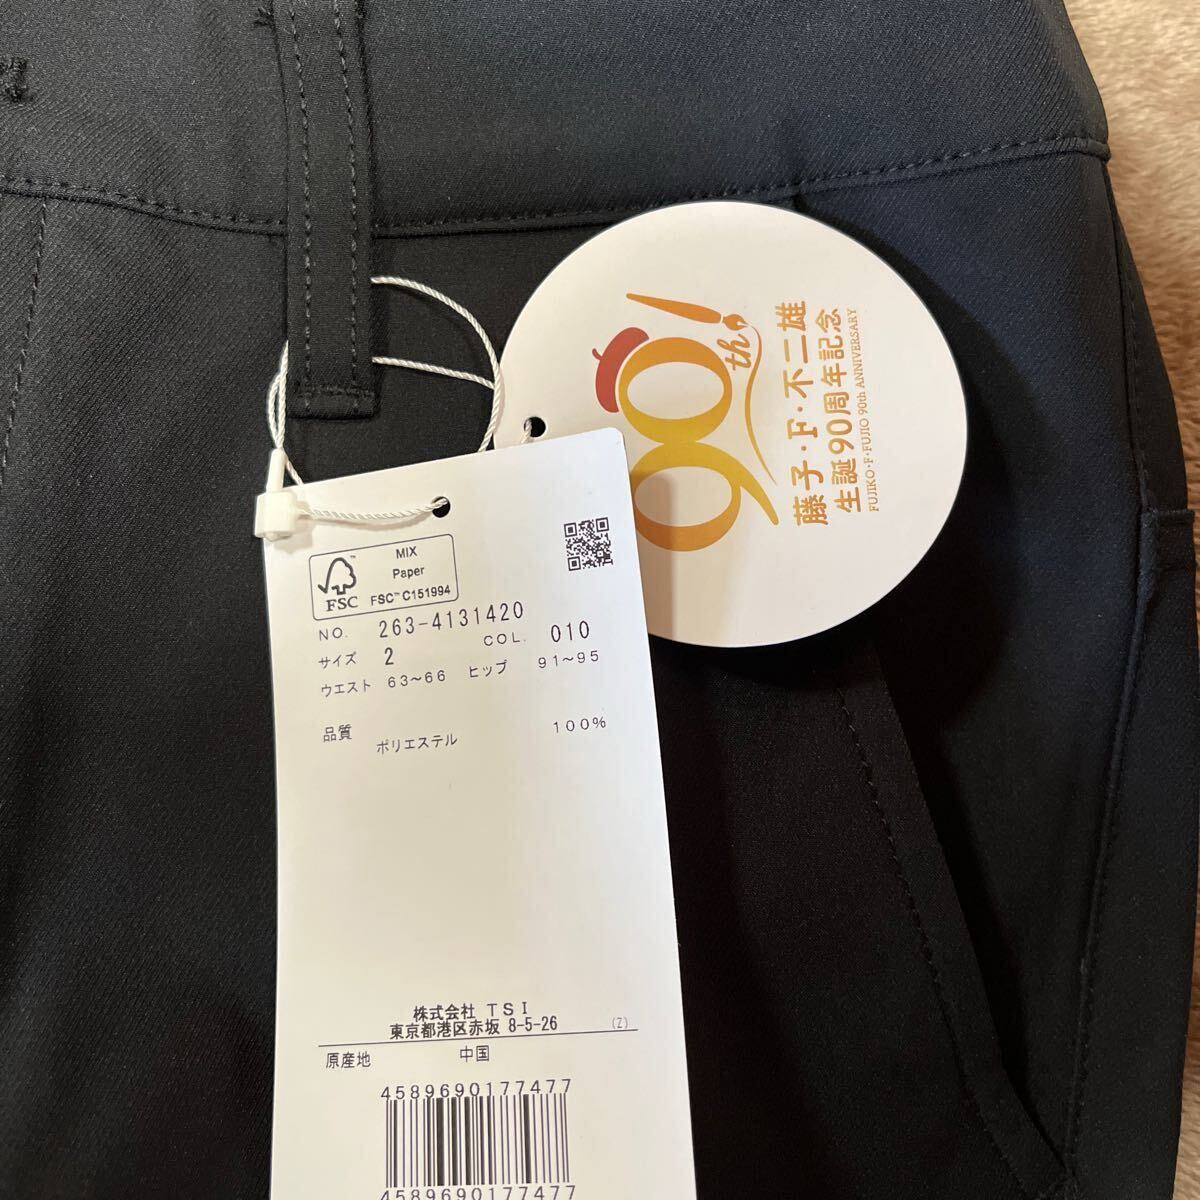 90th!
藤子・F・不二雄
生誕90周年記念
FUJIKO・F・FUJIO 90th ANNIVERSARY
FSC™
MIX
Paper
FSC™ C151994
NO. 263-4131420
サイズ 2 COL. 010
ウエスト 63~66 ヒップ 91~95
品質
ポリエステル 100%
株式会社 TSI
東京都港区赤坂 8-5-26 (Z)
原産地 中国
4589690177477
4589690177477